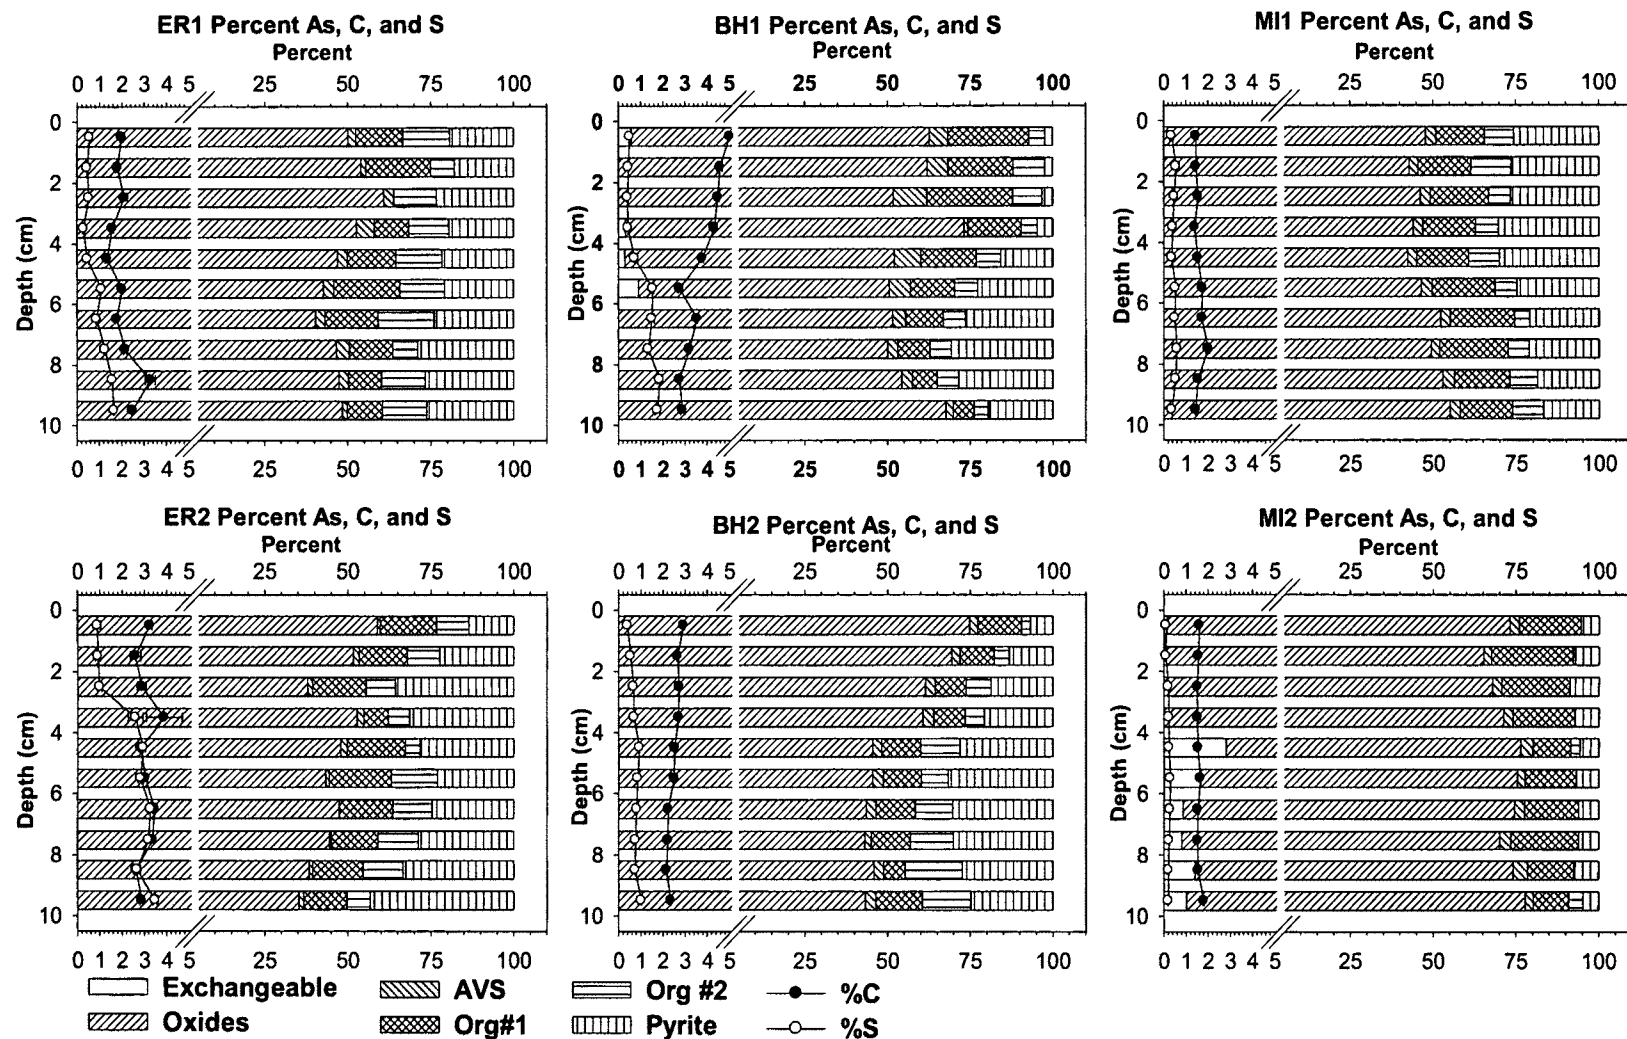 ER1 Percent As, C, and S
Percent
0 1 2 3 4 5 25 50 75 100
0
2
4
6
8
10
Depth (cm)
0 1 2 3 4 5 25 50 75 100
BH1 Percent As, C, and S
Percent
0 1 2 3 4 5 25 50 75 100
0
2
4
6
8
10
Depth (cm)
0 1 2 3 4 5 25 50 75 100
MI1 Percent As, C, and S
Percent
0 1 2 3 4 5 25 50 75 100
0
2
4
6
8
10
Depth (cm)
0 1 2 3 4 5 25 50 75 100
ER2 Percent As, C, and S
Percent
0 1 2 3 4 5 25 50 75 100
0
2
4
6
8
10
Depth (cm)
0 1 2 3 4 5 25 50 75 100
BH2 Percent As, C, and S
Percent
0 1 2 3 4 5 25 50 75 100
0
2
4
6
8
10
Depth (cm)
0 1 2 3 4 5 25 50 75 100
MI2 Percent As, C, and S
Percent
0 1 2 3 4 5 25 50 75 100
0
2
4
6
8
10
Depth (cm)
0 1 2 3 4 5 25 50 75 100
Exchangeable AVS Org #2 %C
Oxides Org#1 Pyrite %S